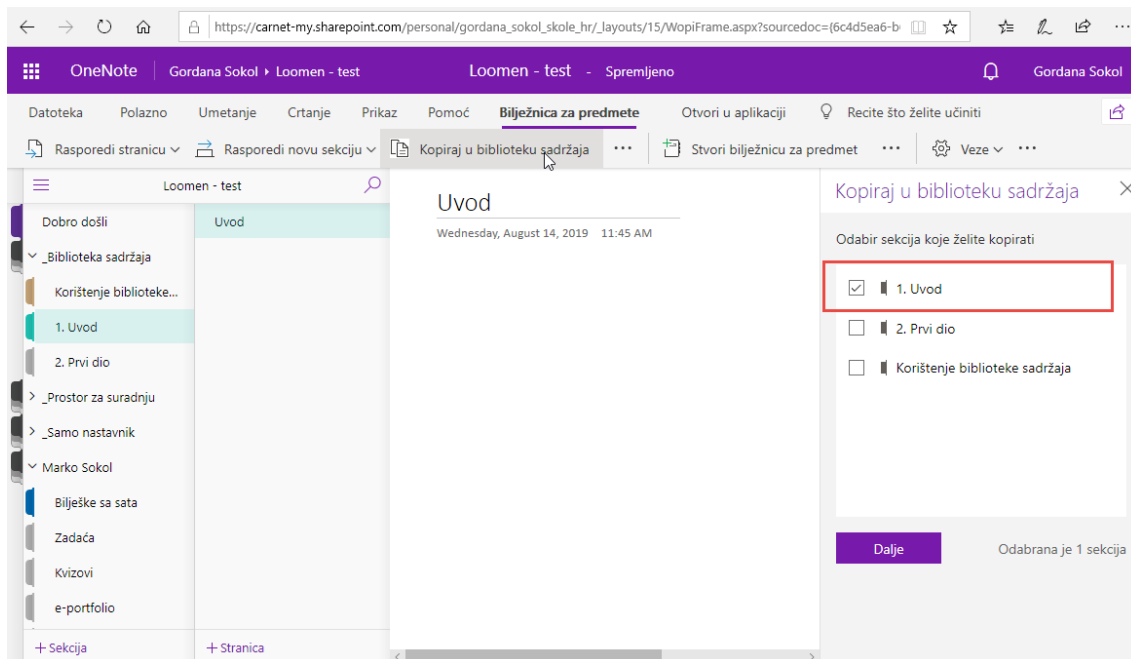 https://carnet-my.sharepoint.com/personal/gordana_sokol_skole_hr/_layouts/15/WopiFrame.aspx?sourcedoc={6c4d5ea6-b
OneNote Gordana Sokol Loomen - test Loomen - test - Spremljeno Gordana Sokol
Datoteka Polazno Umetanje Crtanje Prikaz Pomoć Bilježnica za predmete Otvori u aplikaciji Recite što želite učiniti
Rasporedi stranicu Rasporedi novu sekciju Kopiraj u biblioteku sadržaja ... Stvori bilježnicu za predmet ... Veze ...
Loomen - test
Dobro došli
_Biblioteka sadržaja
Korištenje biblioteke...
1. Uvod
2. Prvi dio
_Prostor za suradnju
_Samo nastavnik
Marko Sokol
Bilješke sa sata
Zadaća
Kvizovi
e-portfolio
+ Sekcija
Uvod
+ Stranica
Uvod
Wednesday, August 14, 2019 11:45 AM
Kopiraj u biblioteku sadržaja
Odabir sekcija koje želite kopirati
1. Uvod
2. Prvi dio
Korištenje biblioteke sadržaja
Dalje Odabrana je 1 sekcija